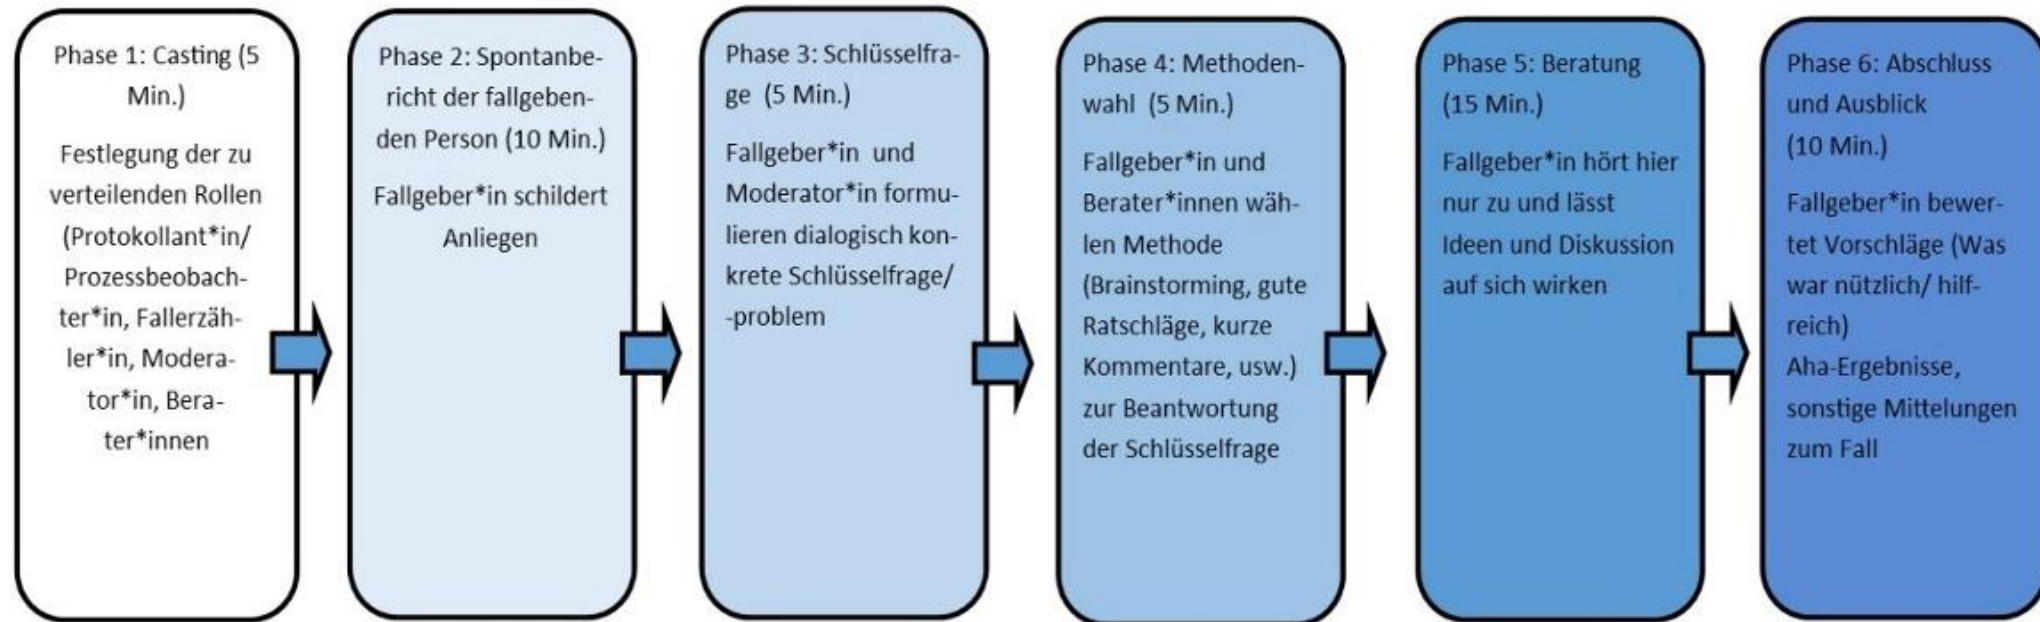 Phase 1: Casting (5
Min.)
Festlegung der zu
verteilenden Rollen
(Protokollant*in/
Prozessbeobach-
ter*in, Fallerzäh-
ler*in, Modera-
tor*in, Bera-
ter*innen
Phase 2: Spontanbe-
richt der fallgeben-
den Person (10 Min.)
Fallgeber*in schildert
Anliegen
Phase 3: Schlüsselfra-
ge (5 Min.)
Fallgeber*in und
Moderator*in formu-
lieren dialogisch kon-
krete Schlüsselfrage/
-problem
Phase 4: Methoden-
wahl (5 Min.)
Fallgeber*in und
Berater*innen wäh-
len Methode
(Brainstorming, gute
Ratschläge, kurze
Kommentare, usw.)
zur Beantwortung
der Schlüsselfrage
Phase 5: Beratung
(15 Min.)
Fallgeber*in hört hier
nur zu und lässt
Ideen und Diskussion
auf sich wirken
Phase 6: Abschluss
und Ausblick
(10 Min.)
Fallgeber*in bewer-
tet Vorschläge (Was
war nützlich/ hilf-
reich)
Aha-Ergebnisse,
sonstige Mittelungen
zum Fall